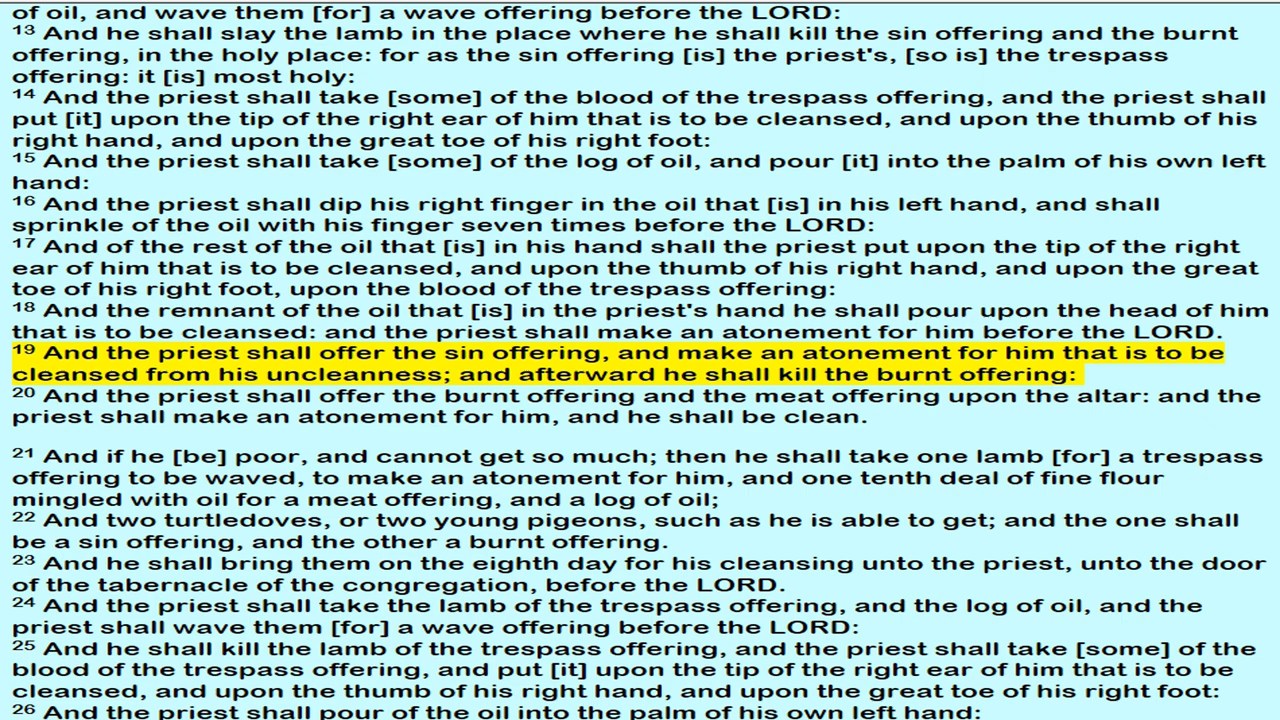 of oil, and wave them [for] a wave offering before the LORD:
13 And he shall slay the lamb in the place where he shall kill the sin offering and the burnt
offering, in the holy place: for as the sin offering [is] the priest's, [so is] the trespass
offering: it [is] most holy:
14 And the priest shall take [some] of the blood of the trespass offering, and the priest shall
put [it] upon the tip of the right ear of him that is to be cleansed, and upon the thumb of his
right hand, and upon the great toe of his right foot:
15 And the priest shall take [some] of the log of oil, and pour [it] into the palm of his own left
hand:
16 And the priest shall dip his right finger in the oil that [is] in his left hand, and shall
sprinkle of the oil with his finger seven times before the LORD:
17 And of the rest of the oil that [is] in his hand shall the priest put upon the tip of the right
ear of him that is to be cleansed, and upon the thumb of his right hand, and upon the great
toe of his right foot, upon the blood of the trespass offering:
18 And the remnant of the oil that [is] in the priest's hand he shall pour upon the head of him
that is to be cleansed: and the priest shall make an atonement for him before the LORD.
19 And the priest shall offer the sin offering, and make an atonement for him that is to be
cleansed from his uncleanness; and afterward he shall kill the burnt offering:
20 And the priest shall offer the burnt offering and the meat offering upon the altar: and the
priest shall make an atonement for him, and he shall be clean.
21 And if he [be] poor, and cannot get so much; then he shall take one lamb [for] a trespass
offering to be waved, to make an atonement for him, and one tenth deal of fine flour
mingled with oil for a meat offering, and a log of oil;
22 And two turtledoves, or two young pigeons, such as he is able to get; and the one shall
be a sin offering, and the other a burnt offering.
23 And he shall bring them on the eighth day for his cleansing unto the priest, unto the door
of the tabernacle of the congregation, before the LORD.
24 And the priest shall take the lamb of the trespass offering, and the log of oil, and the
priest shall wave them [for] a wave offering before the LORD:
25 And he shall kill the lamb of the trespass offering, and the priest shall take [some] of the
blood of the trespass offering, and put [it] upon the tip of the right ear of him that is to be
cleansed, and upon the thumb of his right hand, and upon the great toe of his right foot:
26 And the priest shall pour of the oil into the palm of his own left hand: